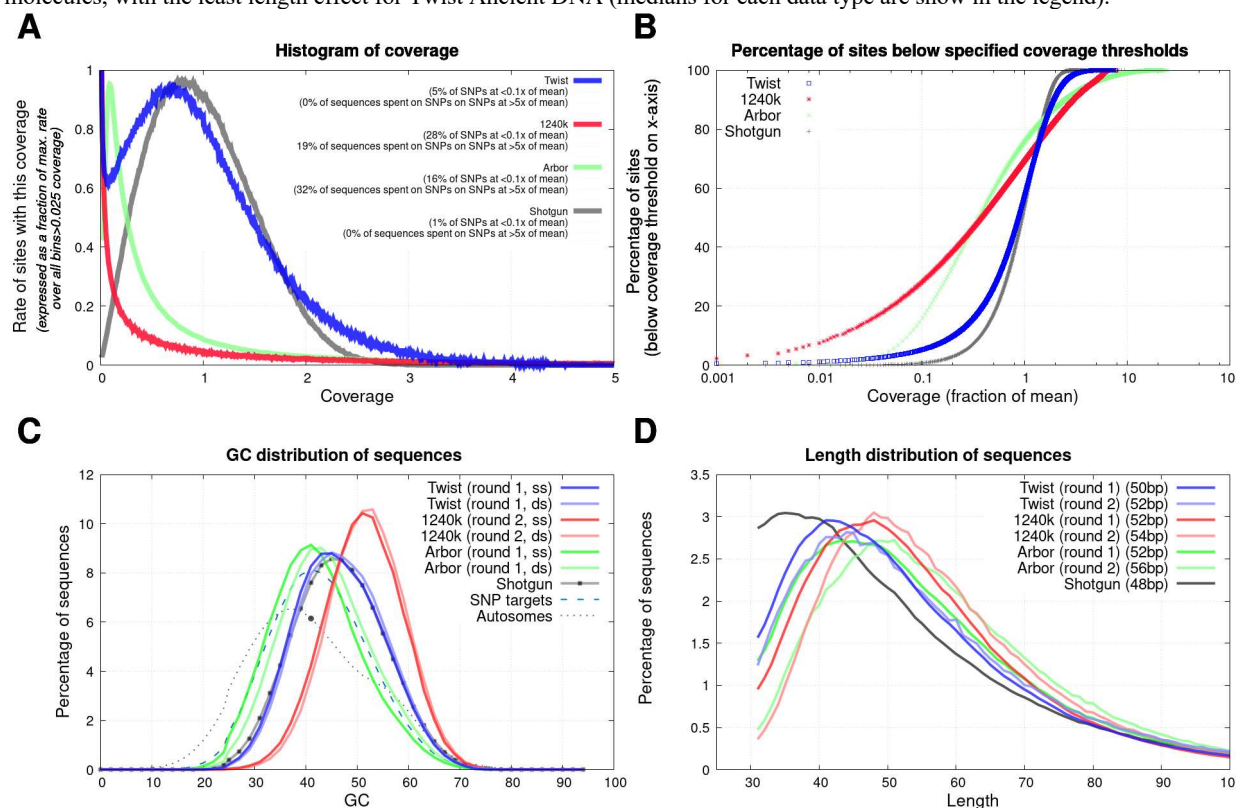 molecules, with the least length effect for Twist Ancient DNA (medians for each data type are show in the legend).
A
Histogram of coverage
Rate of sites with this coverage
(expressed as a fraction of max. rate
over all bins>0.025 coverage)
1
0.8
0.6
0.4
0.2
0
Twist
(5% of SNPs at <0.1x of mean)
(0% of sequences spent on SNPs on SNPs at >5x of mean)
1240k
(28% of SNPs at <0.1x of mean)
19% of sequences spent on SNPs on SNPs at >5x of mean)
Arbor
(16% of SNPs at <0.1x of mean)
(32% of sequences spent on SNPs on SNPs at >5x of mean)
Shotgun
(1% of SNPs at <0.1x of mean)
(0% of sequences spent on SNPs at >5x of mean)
0 1 2 3 4 5
Coverage
B
Percentage of sites below specified coverage thresholds
Percentage of sites
(below coverage threshold on x-axis)
100
80
60
40
20
0
Twist
1240k
Arbor
Shotgun
0.001 0.01 0.1 1 10 10
Coverage (fraction of mean)
C
GC distribution of sequences
Percentage of sequences
12
10
8
6
4
2
0
Twist (round 1, ss)
Twist (round 1, ds)
1240k (round 2, ss)
1240k (round 2, ds)
Arbor (round 1, ss)
Arbor (round 1, ds)
Shotgun
SNP targets
Autosomes
0 10 20 30 40 50 60 70 80 90 100
GC
D
Length distribution of sequences
Percentage of sequences
3.5
3
2.5
2
1.5
1
0.5
0
Twist (round 1) (50bp)
Twist (round 2) (52bp)
1240k (round 1) (52bp)
1240k (round 2) (54bp)
Arbor (round 1) (52bp)
Arbor (round 2) (56bp)
Shotgun (48bp)
30 40 50 60 70 80 90 100
Length